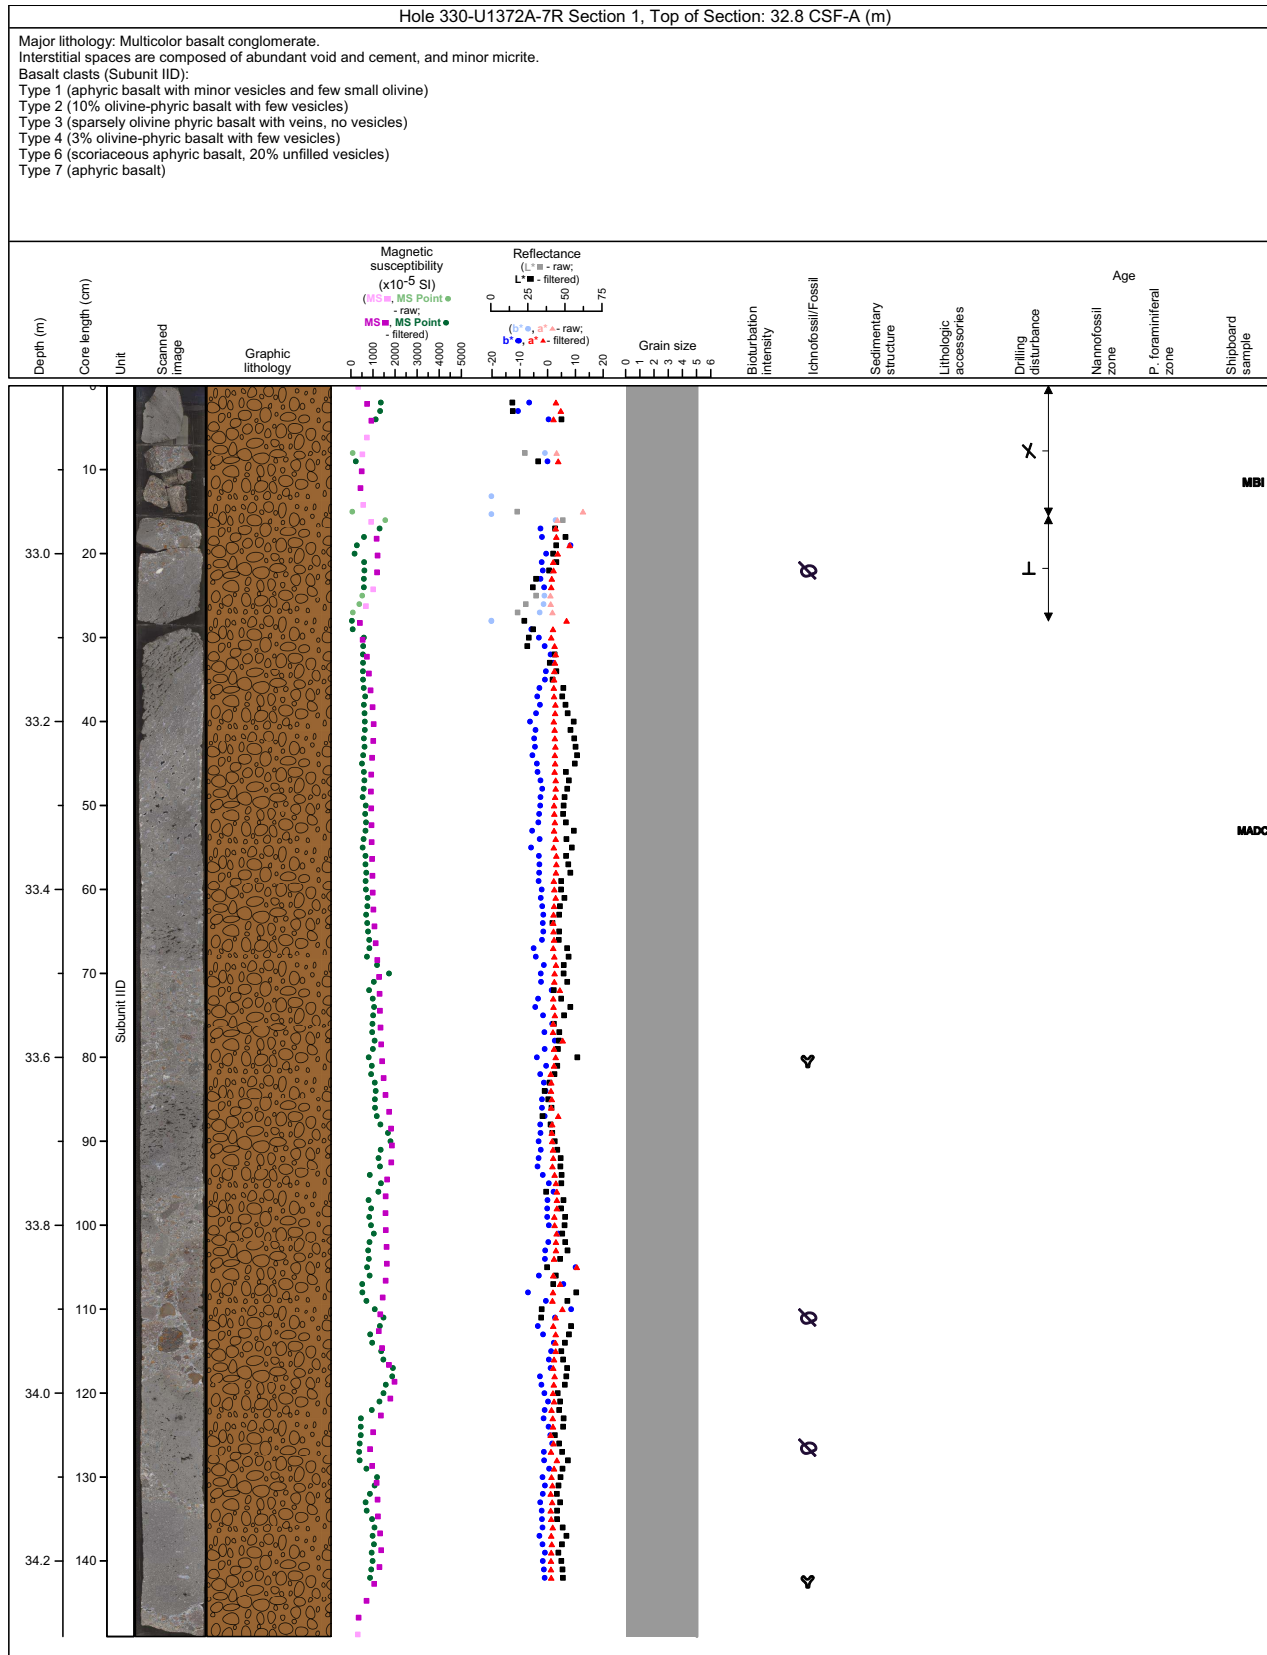 Hole 330-U1372A-7R Section 1, Top of Section: 32.8 CSF-A (m)
Major lithology: Multicolor basalt conglomerate.
Interstitial spaces are composed of abundant void and cement, and minor micrite.
Basalt clasts (Subunit IID):
Type 1 (aphyric basalt with minor vesicles and few small olivine)
Type 2 (10% olivine-phyric basalt with few vesicles)
Type 3 (sparsely olivine phyric basalt with veins, no vesicles)
Type 4 (3% olivine-phyric basalt with few vesicles)
Type 6 (scoriaceous aphyric basalt, 20% unfilled vesicles)
Type 7 (aphyric basalt)
Depth (m)
Core length (cm)
Unit
Scanned
image
Graphic
lithology
Magnetic
susceptibility
(x10-5 SI)
(MS■, MS Point●
- raw;
MS■, MS Point●
- filtered)
0 1000 2000 3000 4000 5000
Reflectance
(L*■ - raw;
L*■ - filtered)
0 25 50 75
(b*●, a*▲- raw;
b*●, a*▲- filtered)
-20 -10 0 10 20
Grain size
0 1 2 3 4 5 6
Bioturbation
intensity
Ichnofossil/Fossil
Sedimentary
structure
Lithologic
accessories
Drilling
disturbance
Age
Nannofossil
zone
P. foraminiferal
zone
Shipboard
sample
0
10
MBI
33.0
20
30
33.2
40
50
MADC
33.4
60
70
Subunit IID
33.6
80
90
33.8
100
110
34.0
120
130
34.2
140